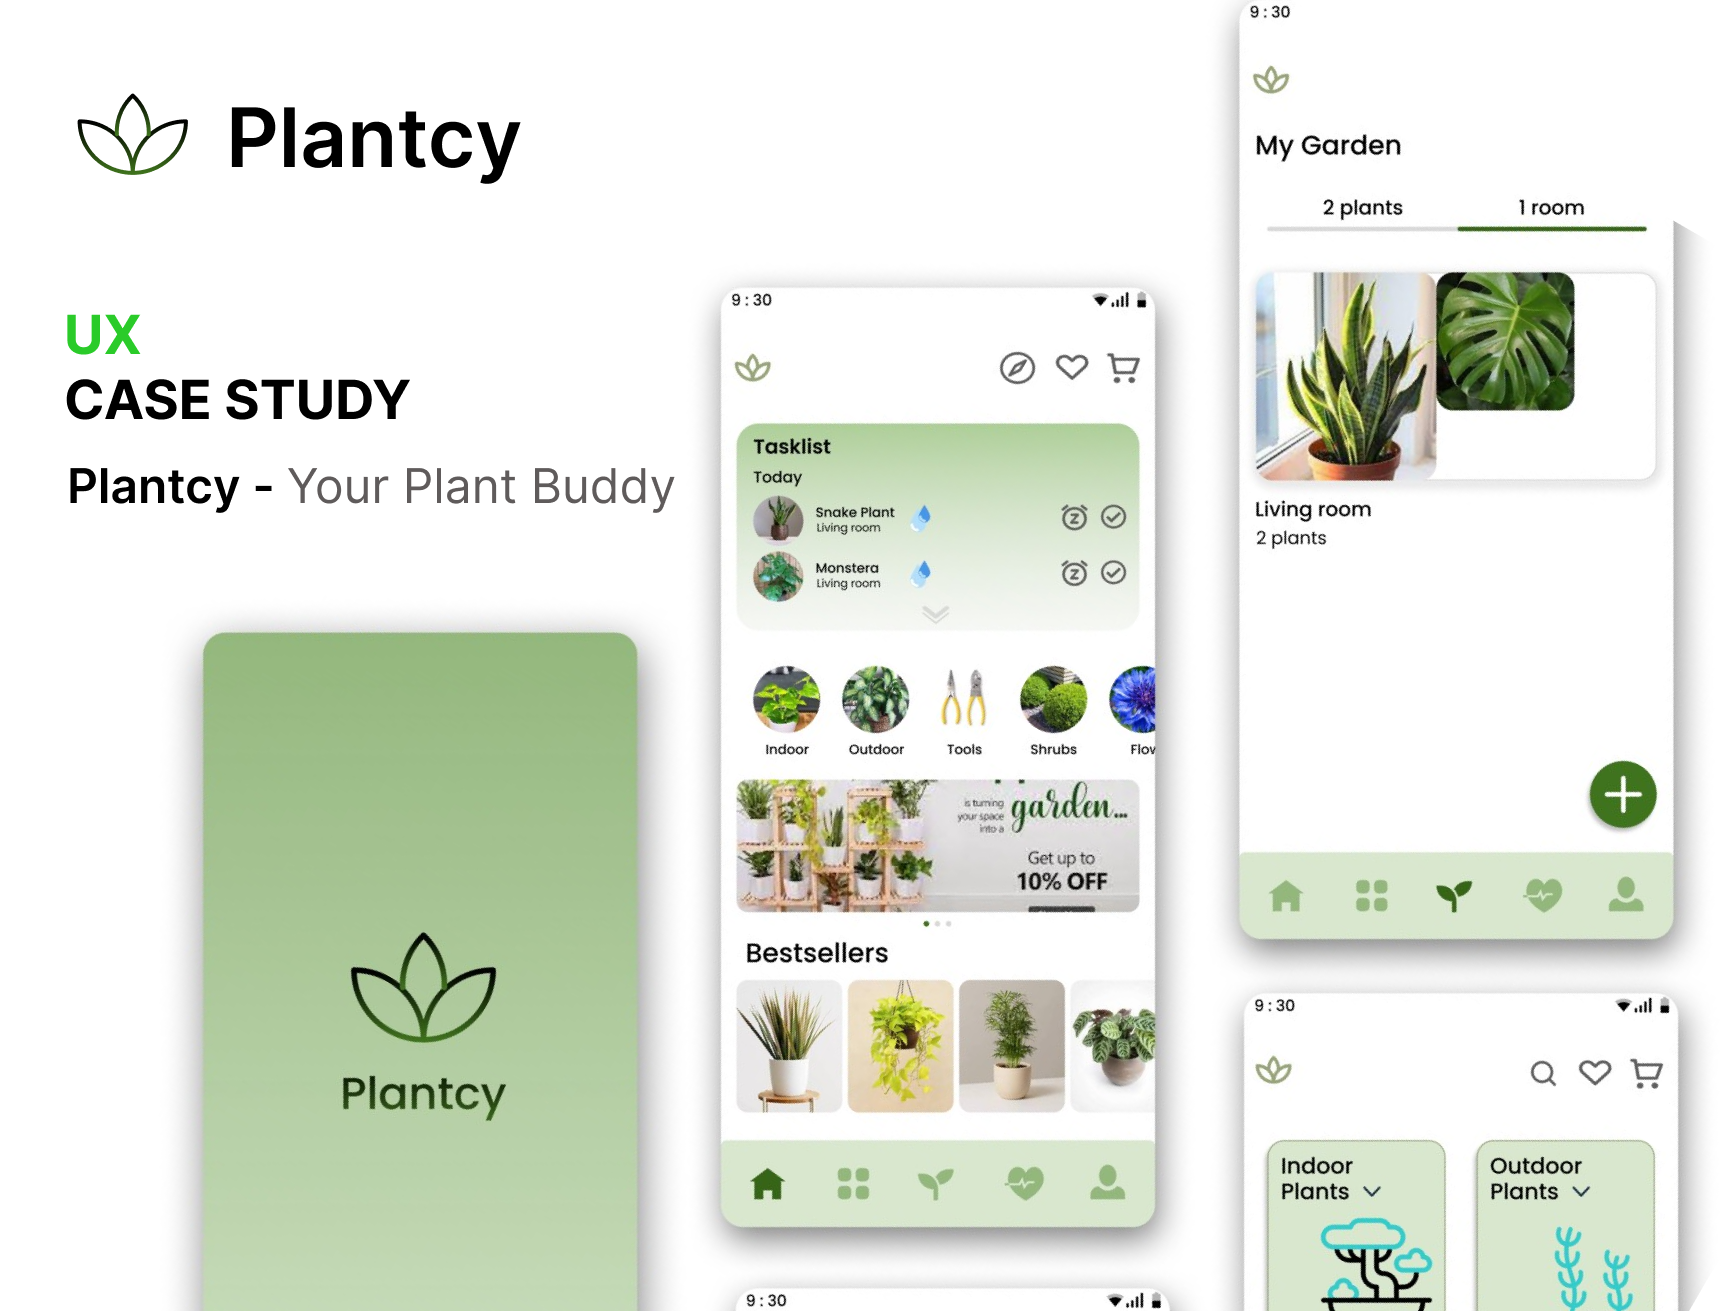 Plantcy
UX
CASE STUDY
Plantcy - Your Plant Buddy
Plantcy
9:30
Tasklist
Today
Snake Plant
Living room
Monstera
Living room
Indoor
Outdoor
Tools
Shrubs
Flow
is turning
your space
into a
garden...
Get up to
10% OFF
Bestsellers
9:30
9:30
My Garden
2 plants
1 room
Living room
2 plants
9:30
Indoor
Plants
Outdoor
Plants